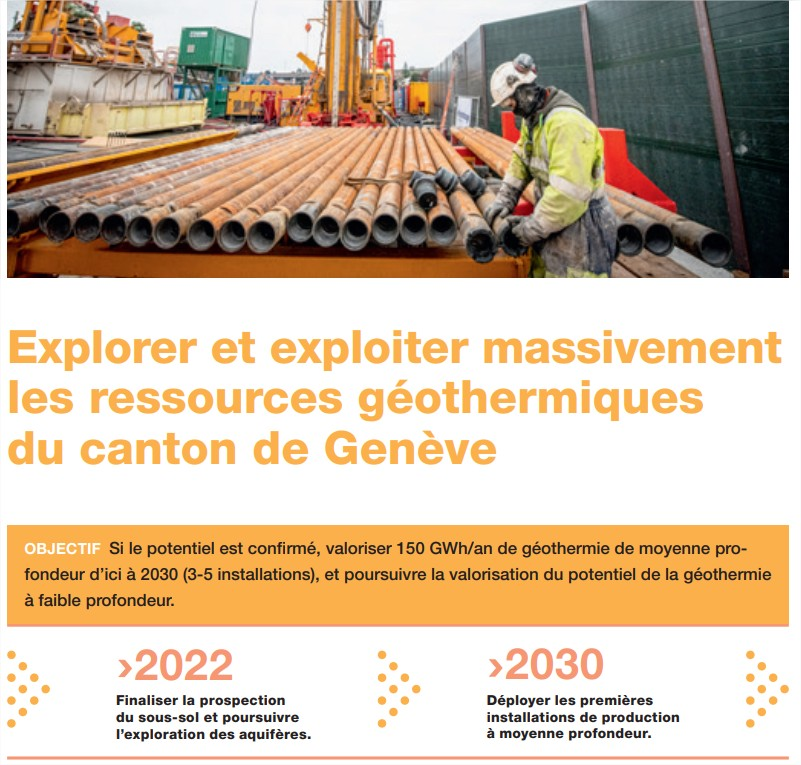 Explorer et exploiter massivement
les ressources géothermiques
du canton de Genève
OBJECTIF Si le potentiel est confirmé, valoriser 150 GWh/an de géothermie de moyenne pro-
fondeur d’ici à 2030 (3-5 installations), et poursuivre la valorisation du potentiel de la géothermie
à faible profondeur.
›2022
Finaliser la prospection
du sous-sol et poursuivre
l’exploration des aquifères.
›2030
Déployer les premières
installations de production
à moyenne profondeur.